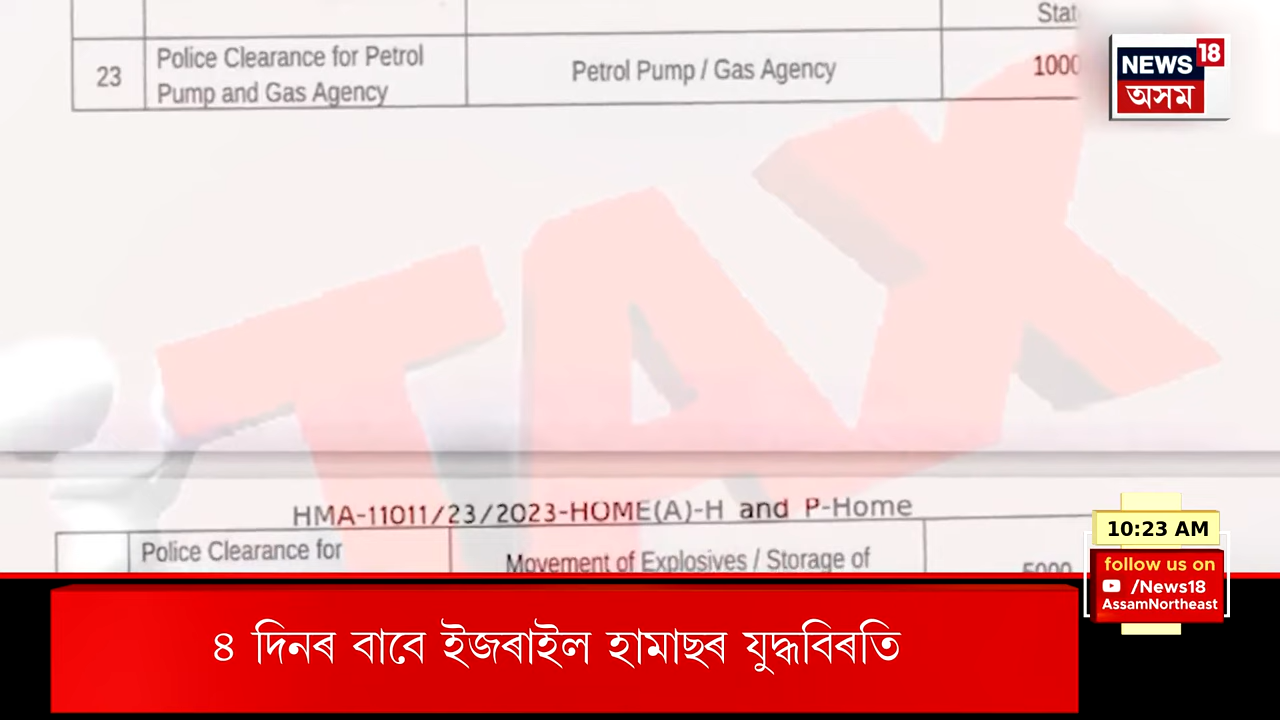 Stat
23
Police Clearance for Petrol
Pump and Gas Agency
Petrol Pump / Gas Agency
1000
NEWS 18
অসম
TAX
HMA-11011/23/2023-HOME(A)-H and P-Home
Police Clearance for
Movement of Explosives / Storage of
5000
10:23 AM
follow us on
/News18
AssamNortheast
৪ দিনৰ বাবে ইজৰাইল হামাছৰ যুদ্ধবিৰতি